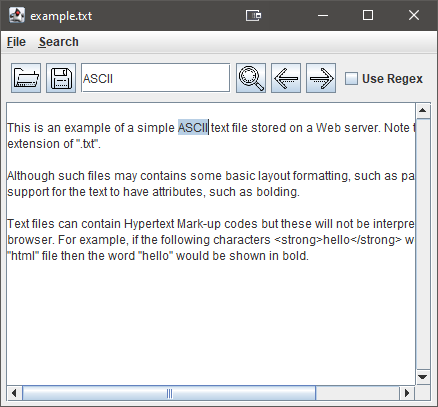 example.txt
File Search
ASCII Use Regex
This is an example of a simple ASCII text file stored on a Web server. Note
extension of ".txt".
Although such files may contains some basic layout formatting, such as pa
support for the text to have attributes, such as bolding.
Text files can contain Hypertext Mark-up codes but these will not be interpre
browser. For example, if the following characters <strong>hello</strong> w
"html" file then the word "hello" would be shown in bold.